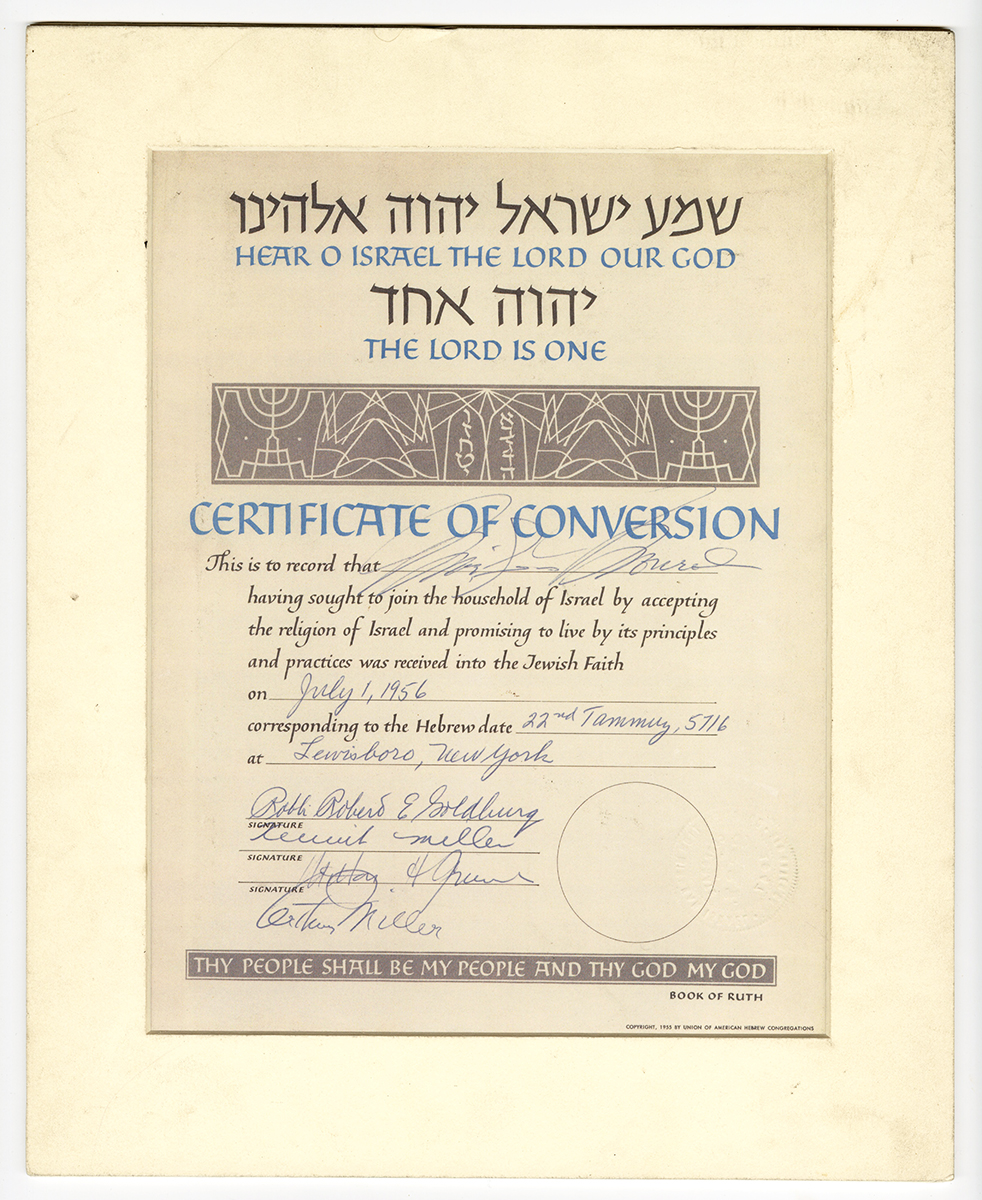 שמע ישראל יהוה אלהינו
HEAR O ISRAEL THE LORD OUR GOD
יהוה אחד
THE LORD IS ONE
CERTIFICATE OF CONVERSION
This is to record that
having sought to join the household of Israel by accepting
the religion of Israel and promising to live by its principles
and practices was received into the Jewish Faith
on July 1, 1956
corresponding to the Hebrew date 22nd Tammuz, 5716
at Lewisboro, New York
Rabbi Robert E Goldburg
SIGNATURE
Miller
SIGNATURE
SIGNATURE
Arthur Miller
THY PEOPLE SHALL BE MY PEOPLE AND THY GOD MY GOD
BOOK OF RUTH
COPYRIGHT, 1955 BY UNION OF AMERICAN HEBREW CONGREGATIONS